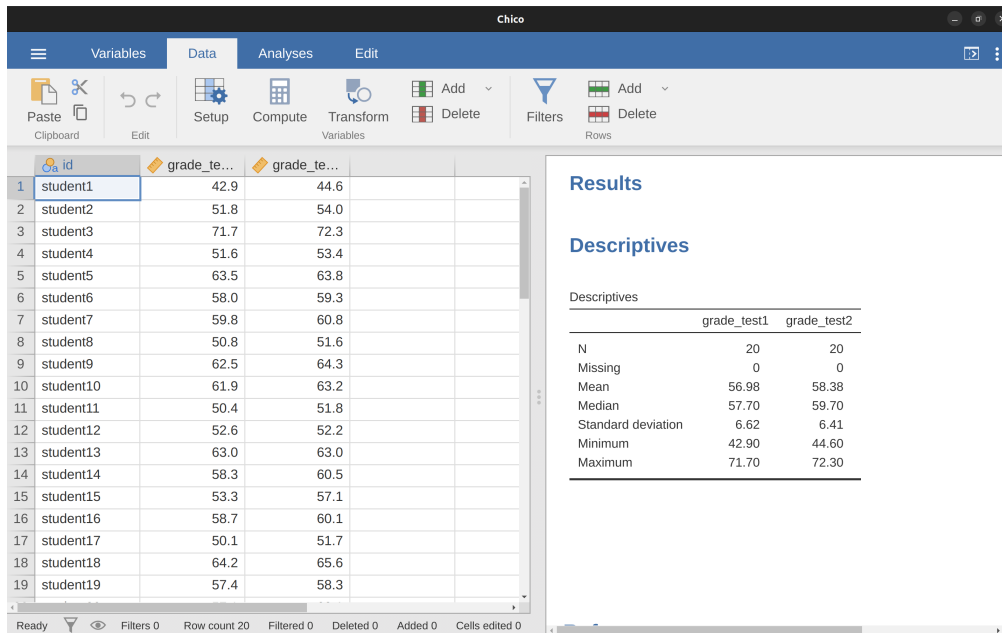 Chico
Variables Data Analyses Edit
Paste Setup Compute Transform Add Delete Filters Add Delete
Clipboard Edit Variables Rows
id grade_te... grade_te...
1 student1 42.9 44.6
2 student2 51.8 54.0
3 student3 71.7 72.3
4 student4 51.6 53.4
5 student5 63.5 63.8
6 student6 58.0 59.3
7 student7 59.8 60.8
8 student8 50.8 51.6
9 student9 62.5 64.3
10 student10 61.9 63.2
11 student11 50.4 51.8
12 student12 52.6 52.2
13 student13 63.0 63.0
14 student14 58.3 60.5
15 student15 53.3 57.1
16 student16 58.7 60.1
17 student17 50.1 51.7
18 student18 64.2 65.6
19 student19 57.4 58.3
Ready Filters 0 Row count 20 Filtered 0 Deleted 0 Added 0 Cells edited 0
Results
Descriptives
Descriptives
grade_test1 grade_test2
N 20 20
Missing 0 0
Mean 56.98 58.38
Median 57.70 59.70
Standard deviation 6.62 6.41
Minimum 42.90 44.60
Maximum 71.70 72.30